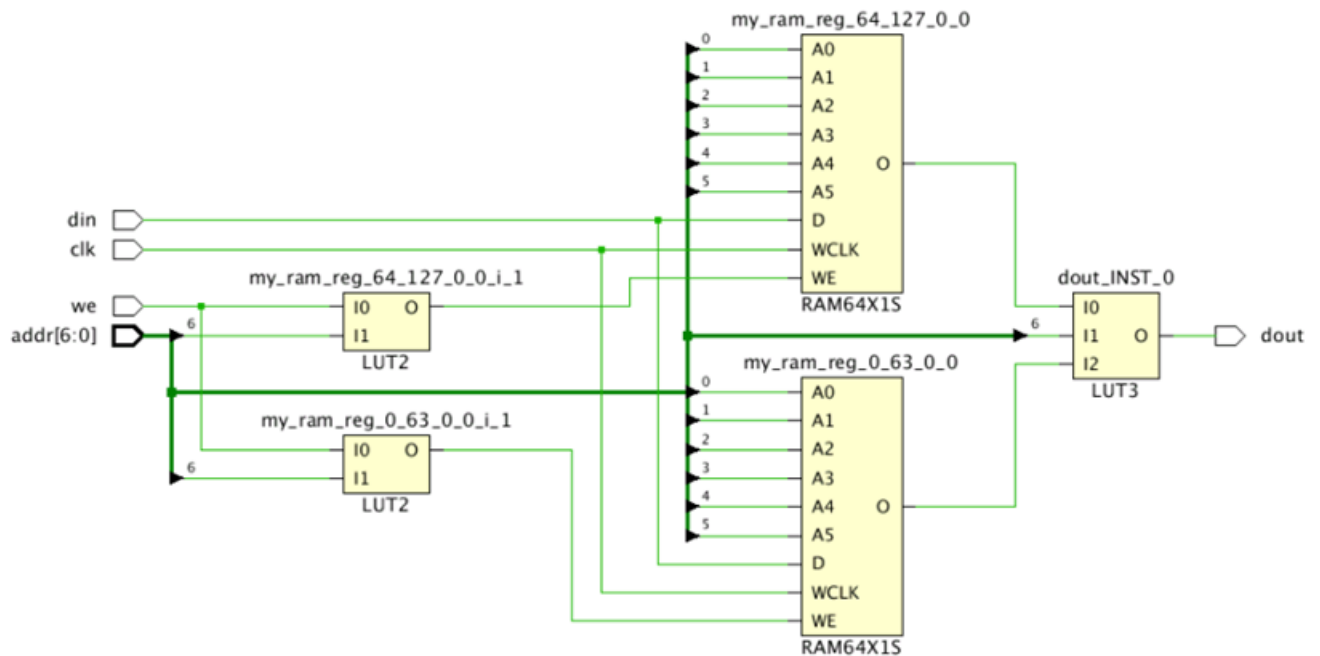 my_ram_reg_64_127_0_0
0
A0
1
A1
2
A2
3
A3
4
A4
O
5
A5
din
D
clk
WCLK
my_ram_reg_64_127_0_0_i_1
WE
dout_INST_0
we
I0
O
RAM64X1S
I0
addr[6:0]
6
I1
6
I1
O
dout
LUT2
my_ram_reg_0_63_0_0
I2
0
A0
LUT3
my_ram_reg_0_63_0_0_i_1
1
A1
I0
O
2
A2
6
I1
3
A3
LUT2
4
A4
O
5
A5
D
WCLK
WE
RAM64X1S